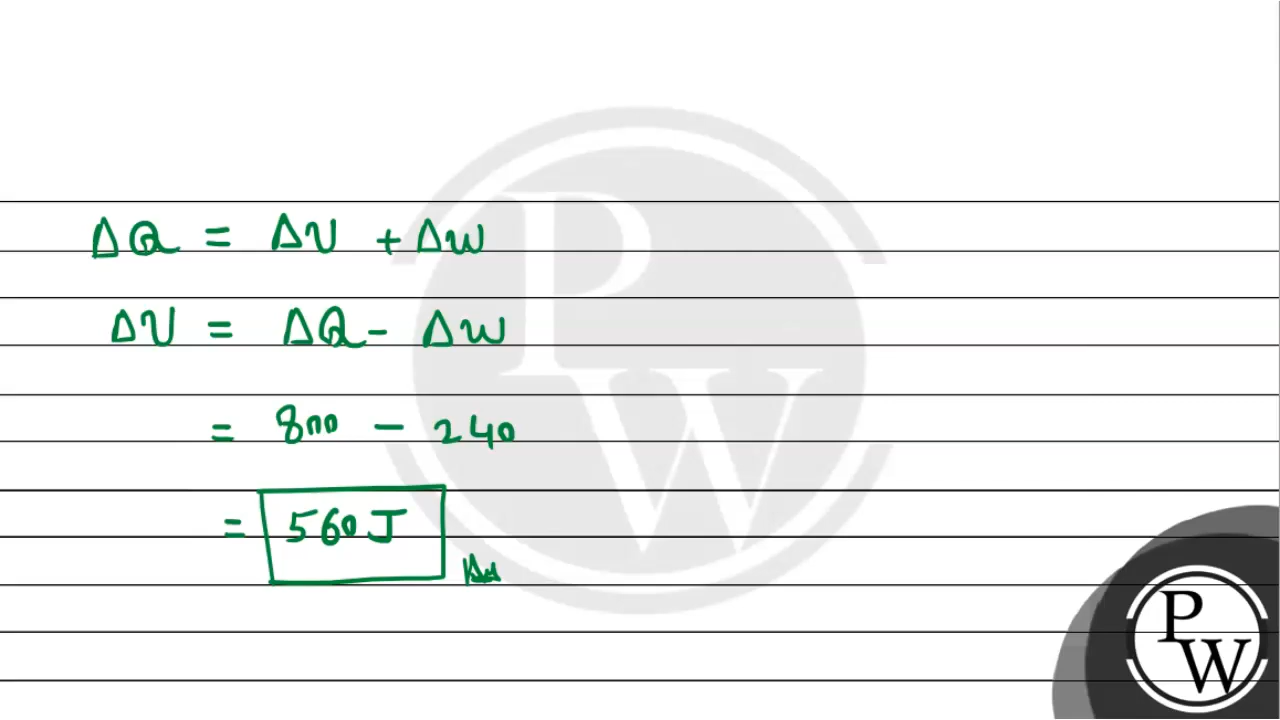 ΔQ = ΔU + ΔW
ΔU = ΔQ - ΔW
= 800 - 240
= 560 J
P
W
P
W